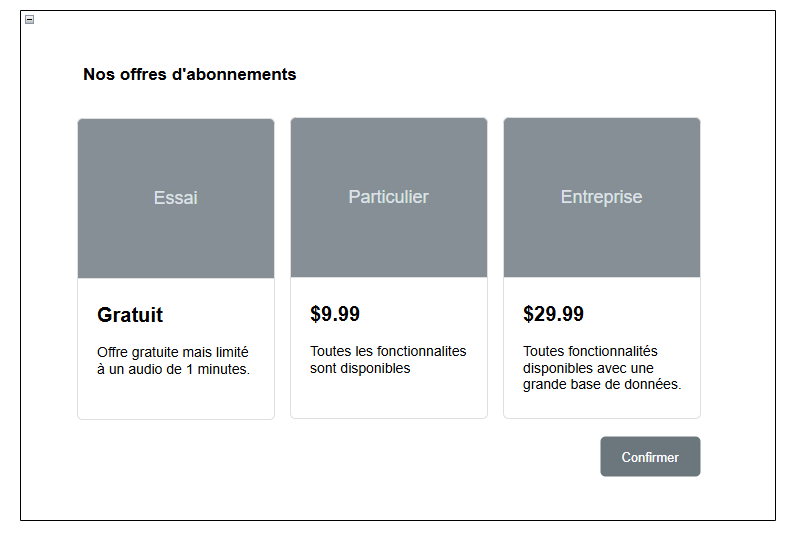 Nos offres d'abonnements
Essai
Gratuit
Offre gratuite mais limité
à un audio de 1 minutes.
Particulier
$9.99
Toutes les fonctionnalites
sont disponibles
Entreprise
$29.99
Toutes fonctionnalités
disponibles avec une
grande base de données.
Confirmer